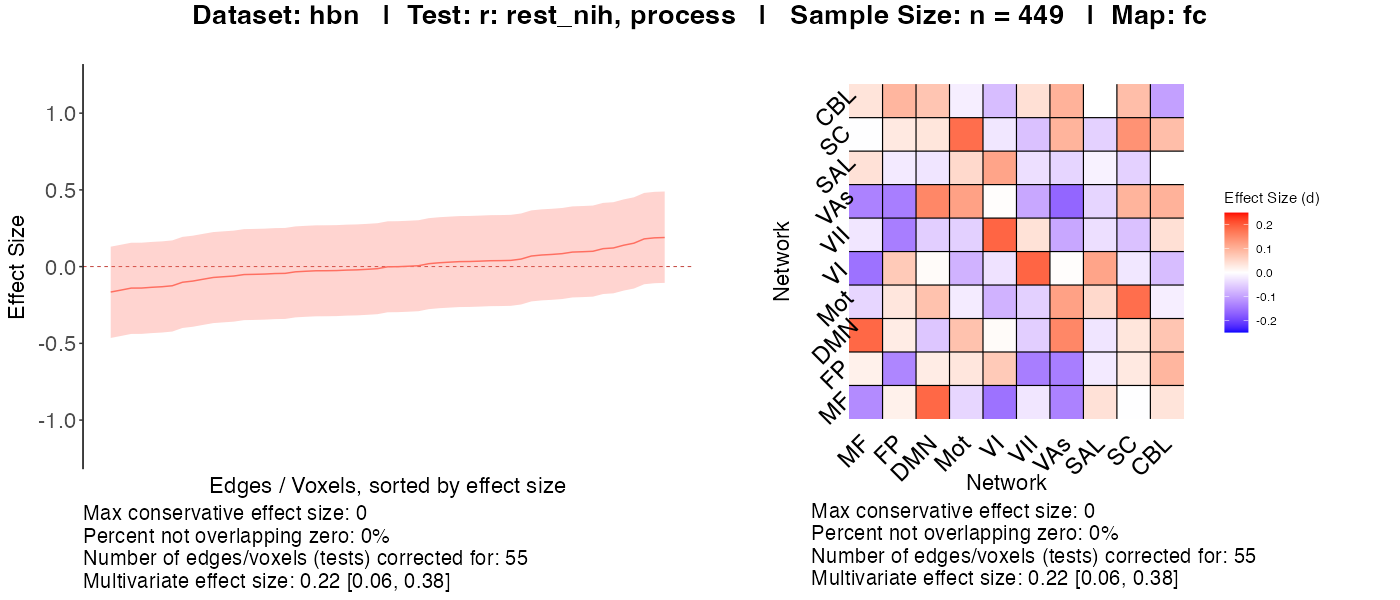 Dataset: hbn | Test: r: rest_nih, process | Sample Size: n = 449 | Map: fc
Effect Size
1.0
0.5
0.0
-0.5
-1.0
Edges / Voxels, sorted by effect size
Max conservative effect size: 0
Percent not overlapping zero: 0%
Number of edges/voxels (tests) corrected for: 55
Multivariate effect size: 0.22 [0.06, 0.38]
Network
CBL
SC
SAL
VAs
VII
VI
Mot
DMN
FP
MF
MF
FP
DMN
Mot
VI
VII
VAs
SAL
SC
CBL
Network
Effect Size (d)
0.2
0.1
0.0
-0.1
-0.2
Max conservative effect size: 0
Percent not overlapping zero: 0%
Number of edges/voxels (tests) corrected for: 55
Multivariate effect size: 0.22 [0.06, 0.38]